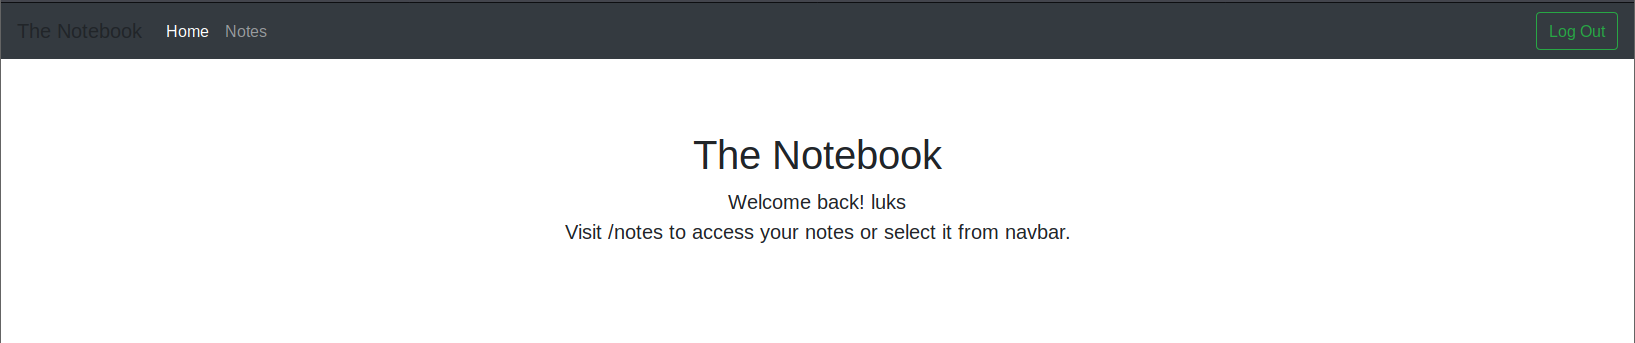 The Notebook Home Notes Log Out
The Notebook
Welcome back! luks
Visit /notes to access your notes or select it from navbar.